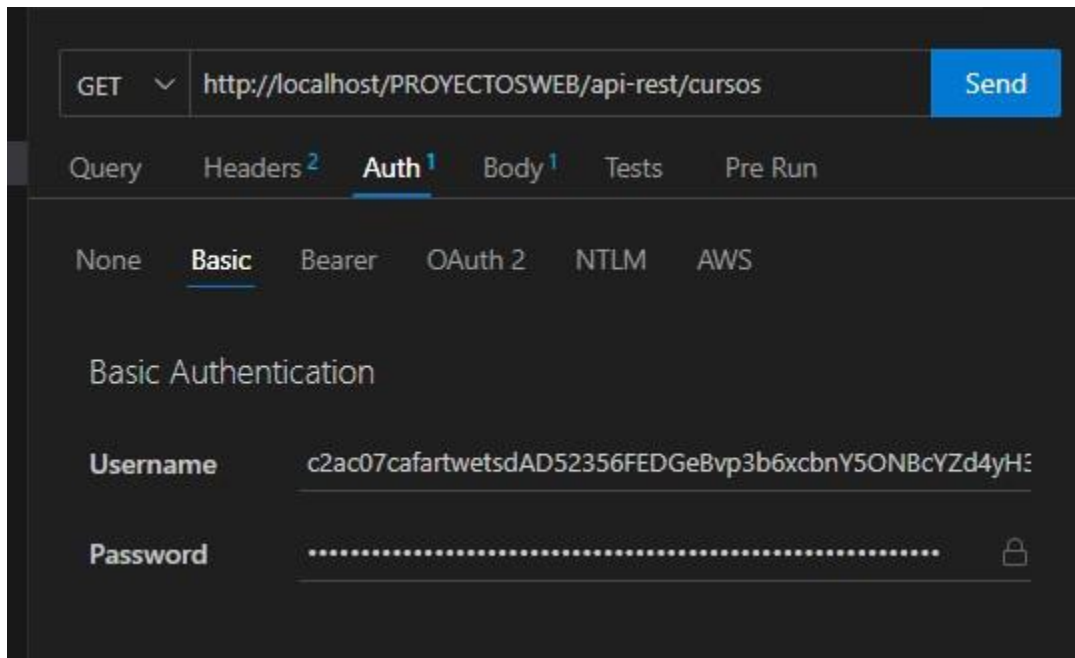 GET http://localhost/PROYECTOSWEB/api-rest/cursos Send
Query Headers 2 Auth 1 Body 1 Tests Pre Run
None Basic Bearer OAuth 2 NTLM AWS
Basic Authentication
Username c2ac07cafartwetsdAD52356FEDGeBvp3b6xcbnY5ONBcYZd4yH3
Password